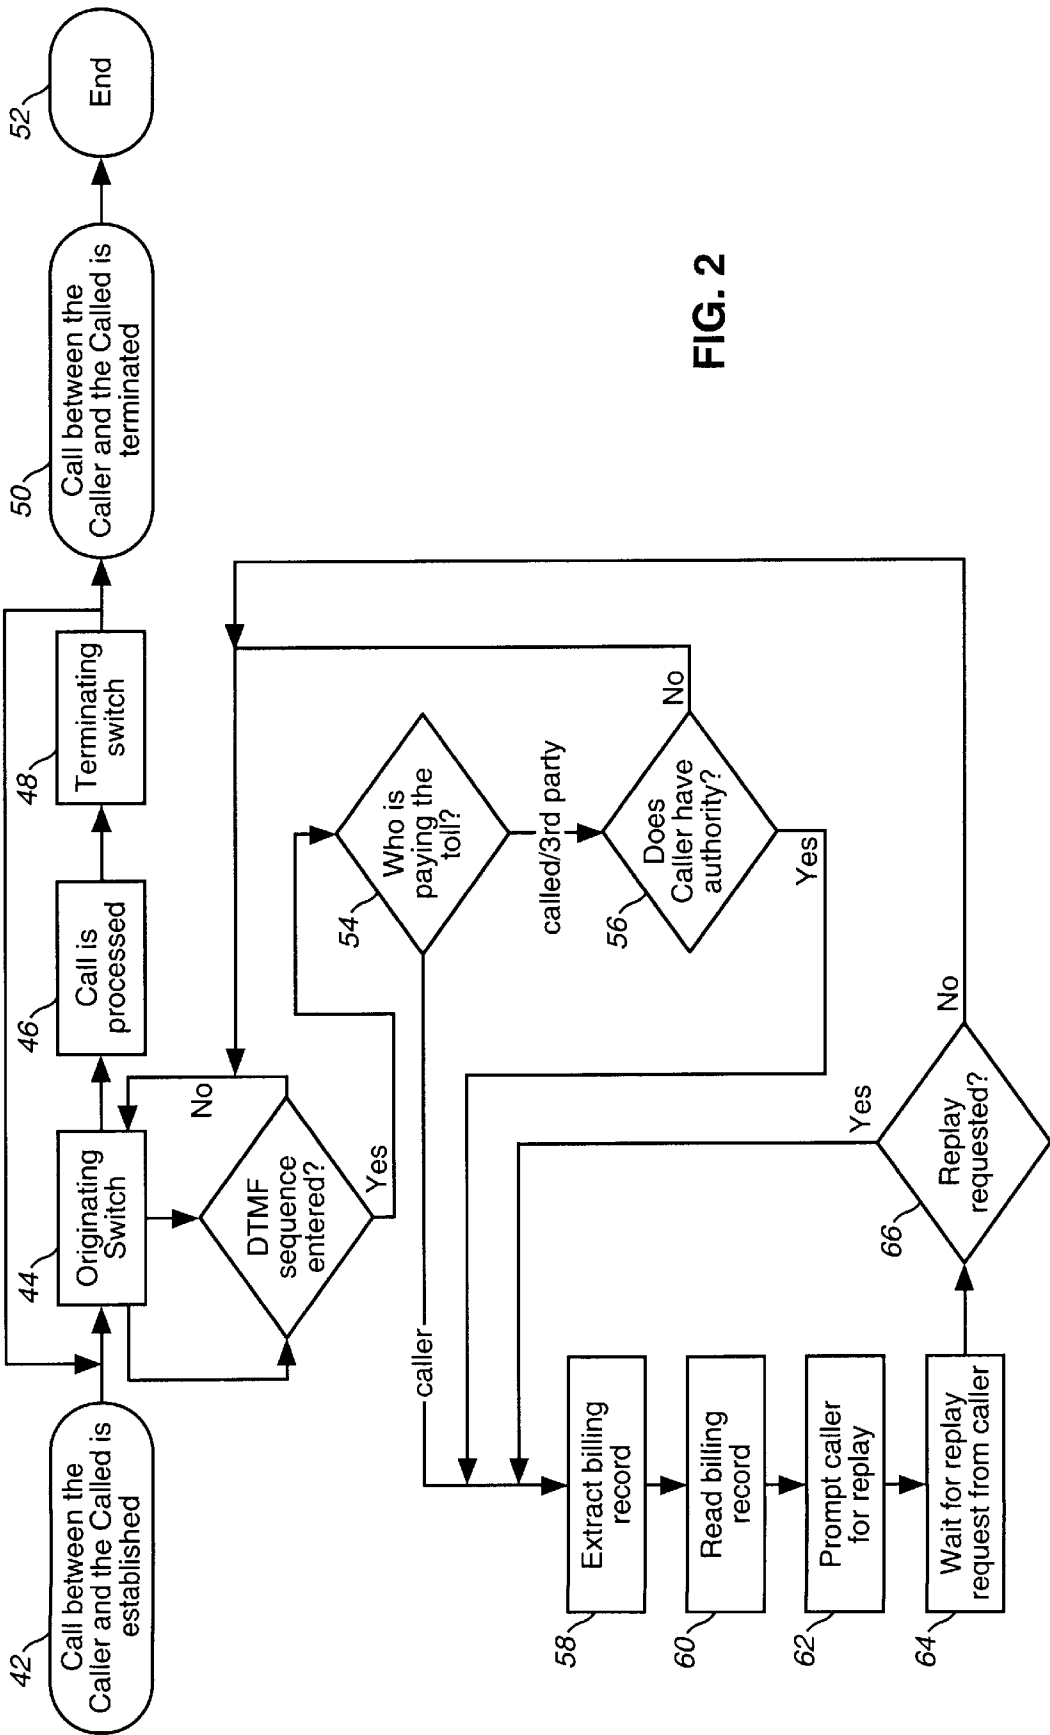 42
Call between the
Caller and the Called is
established
44
Originating
Switch
46
Call is
processed
48
Terminating
switch
50
Call between the
Caller and the Called is
terminated
52
End
DTMF
sequence
entered?
No
Yes
54
Who is
paying the
toll?
caller
called/3rd party
56
Does
Caller have
authority?
No
Yes
58
Extract billing
record
60
Read billing
record
62
Prompt caller
for replay
64
Wait for replay
request from caller
66
Replay
requested?
Yes
No
FIG. 2